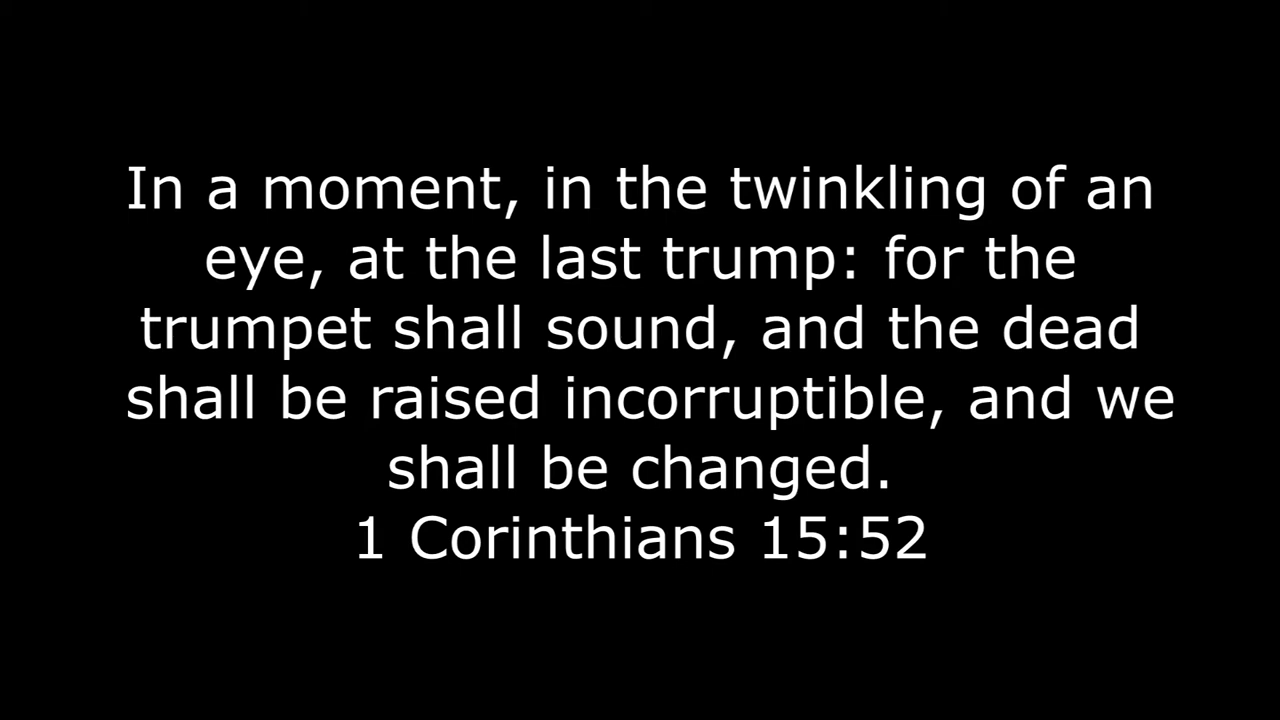 In a moment, in the twinkling of an
eye, at the last trump: for the
trumpet shall sound, and the dead
shall be raised incorruptible, and we
shall be changed.
1 Corinthians 15:52